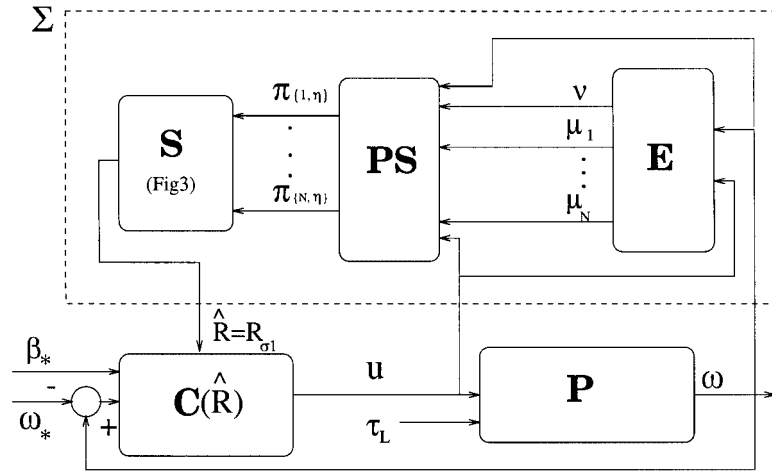 Σ
S
(Fig3)
π{1,η}
π{N,η}
PS
ν
μ1
μN
E
R̂=Rσ1
β*
-
ω*
+
C(R̂)
u
τL
P
ω